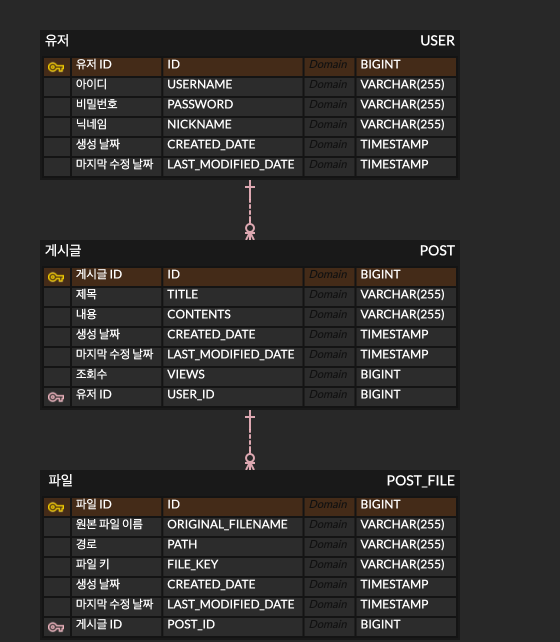 유저 USER
유저 ID ID Domain BIGINT
아이디 USERNAME Domain VARCHAR(255)
비밀번호 PASSWORD Domain VARCHAR(255)
닉네임 NICKNAME Domain VARCHAR(255)
생성 날짜 CREATED_DATE Domain TIMESTAMP
마지막 수정 날짜 LAST_MODIFIED_DATE Domain TIMESTAMP
게시글 POST
게시글 ID ID Domain BIGINT
제목 TITLE Domain VARCHAR(255)
내용 CONTENTS Domain VARCHAR(255)
생성 날짜 CREATED_DATE Domain TIMESTAMP
마지막 수정 날짜 LAST_MODIFIED_DATE Domain TIMESTAMP
조회수 VIEWS Domain BIGINT
유저 ID USER_ID Domain BIGINT
파일 POST_FILE
파일 ID ID Domain BIGINT
원본 파일 이름 ORIGINAL_FILENAME Domain VARCHAR(255)
경로 PATH Domain VARCHAR(255)
파일 키 FILE_KEY Domain VARCHAR(255)
생성 날짜 CREATED_DATE Domain TIMESTAMP
마지막 수정 날짜 LAST_MODIFIED_DATE Domain TIMESTAMP
게시글 ID POST_ID Domain BIGINT